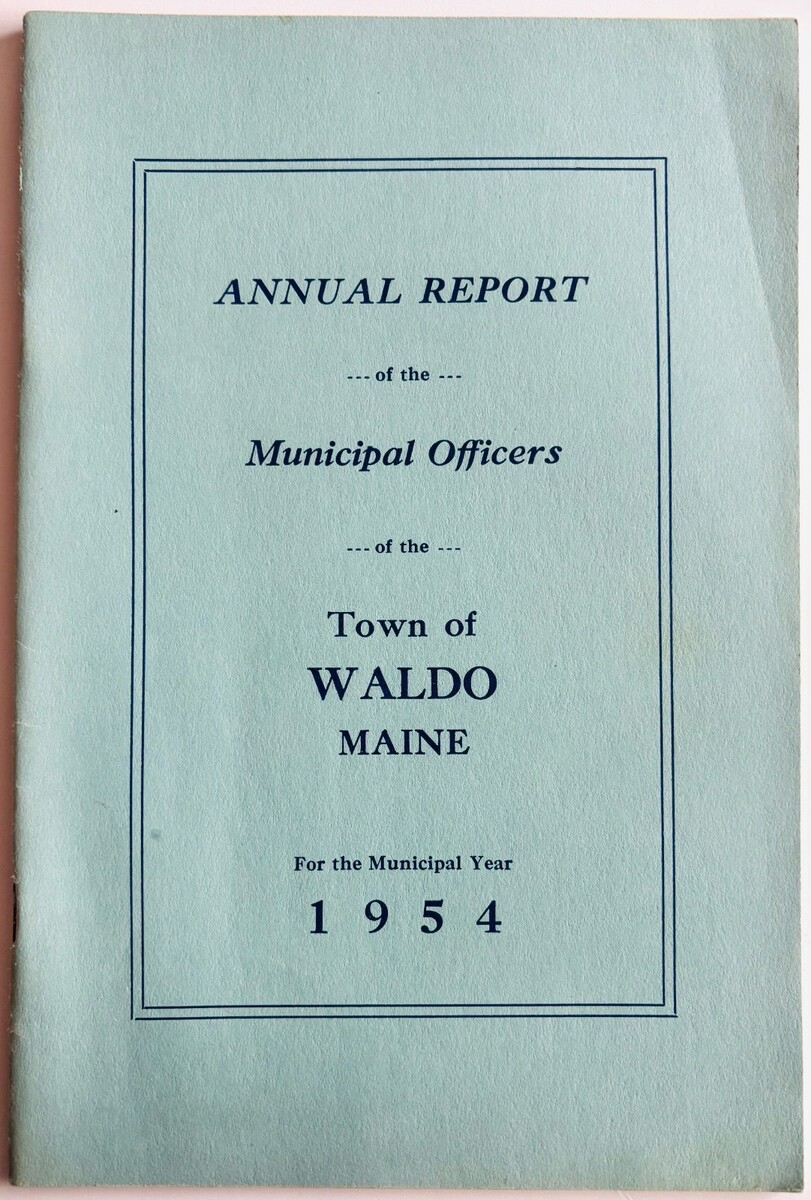 ANNUAL REPORT
--- of the ---
Municipal Officers
--- of the ---
Town of
WALDO
MAINE
For the Municipal Year
1 9 5 4